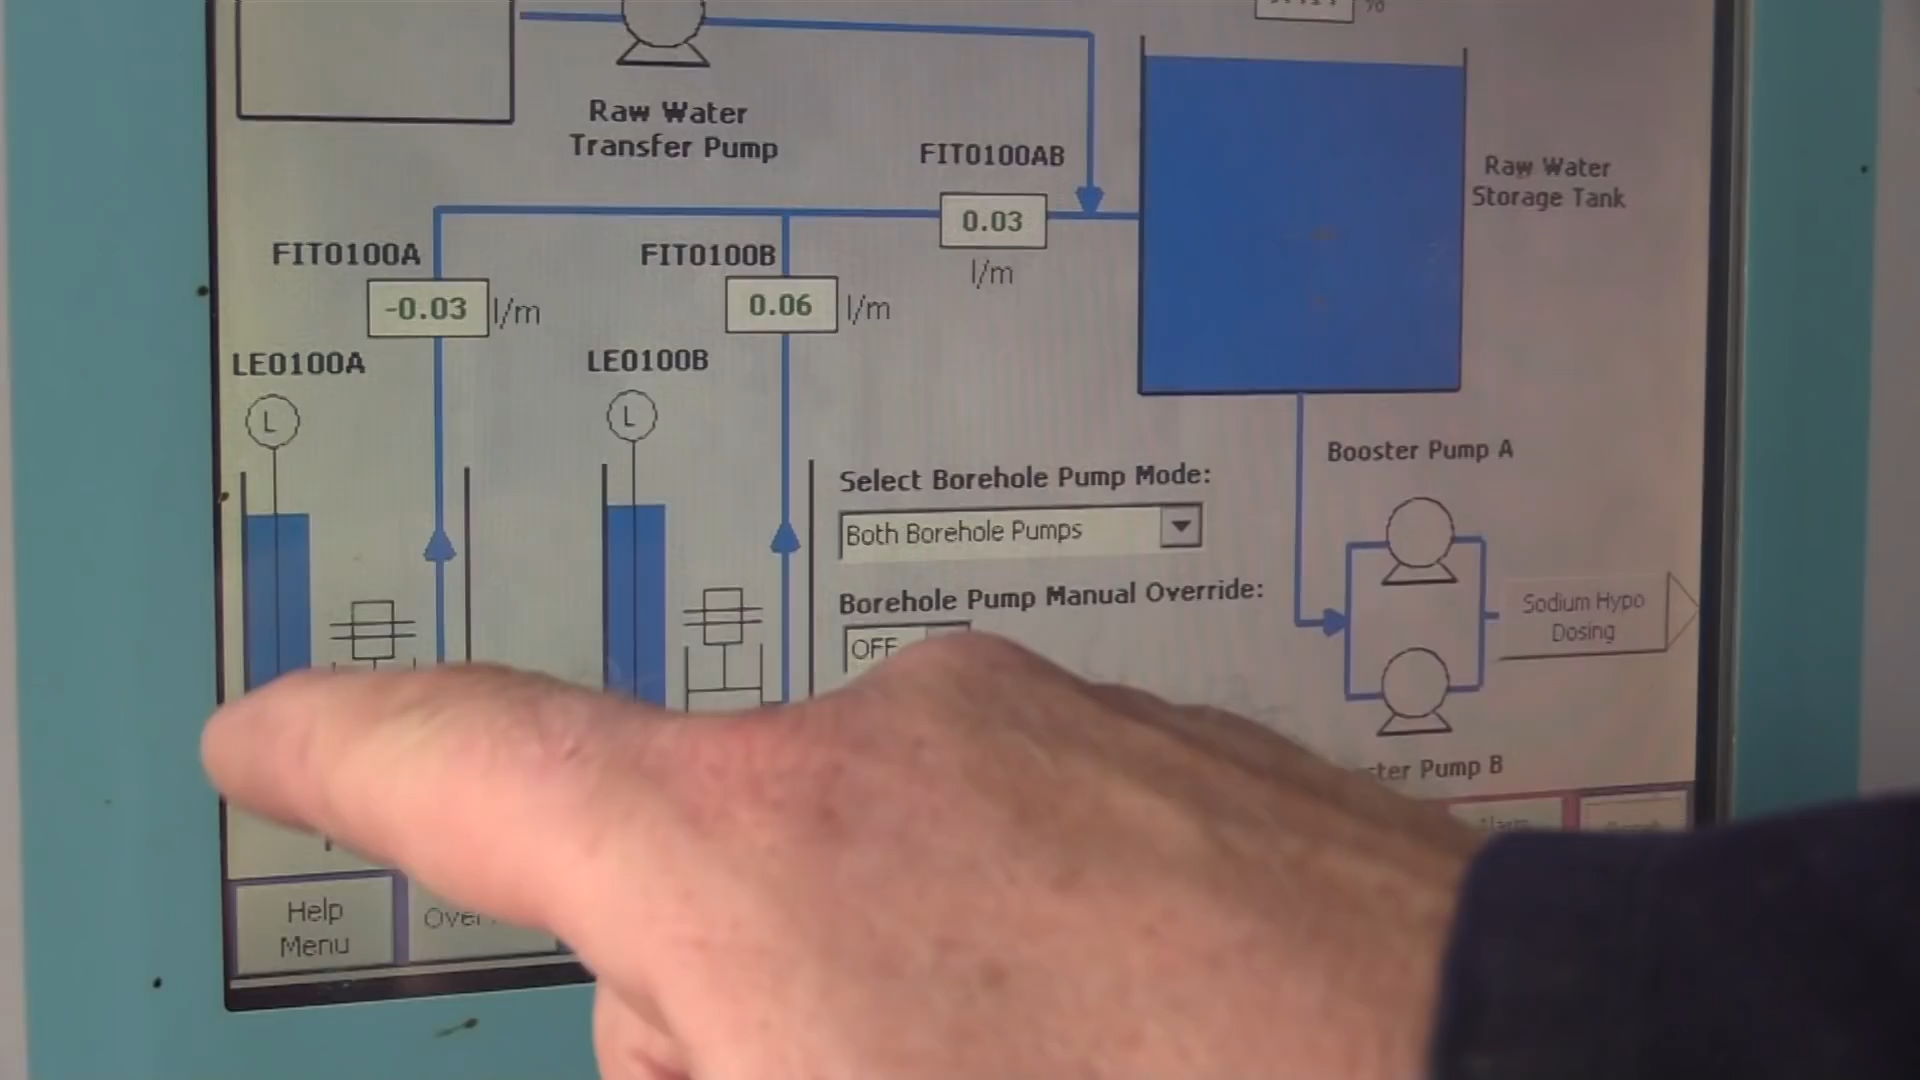 %
Raw Water
Transfer Pump
FIT0100AB
0.03
l/m
Raw Water
Storage Tank
FIT0100A
-0.03 l/m
FIT0100B
0.06 l/m
LE0100A
L
LE0100B
L
Select Borehole Pump Mode:
Both Borehole Pumps
Borehole Pump Manual Override:
OFF
Booster Pump A
Sodium Hypo
Dosing
Pump B
Alarm
Help
Menu